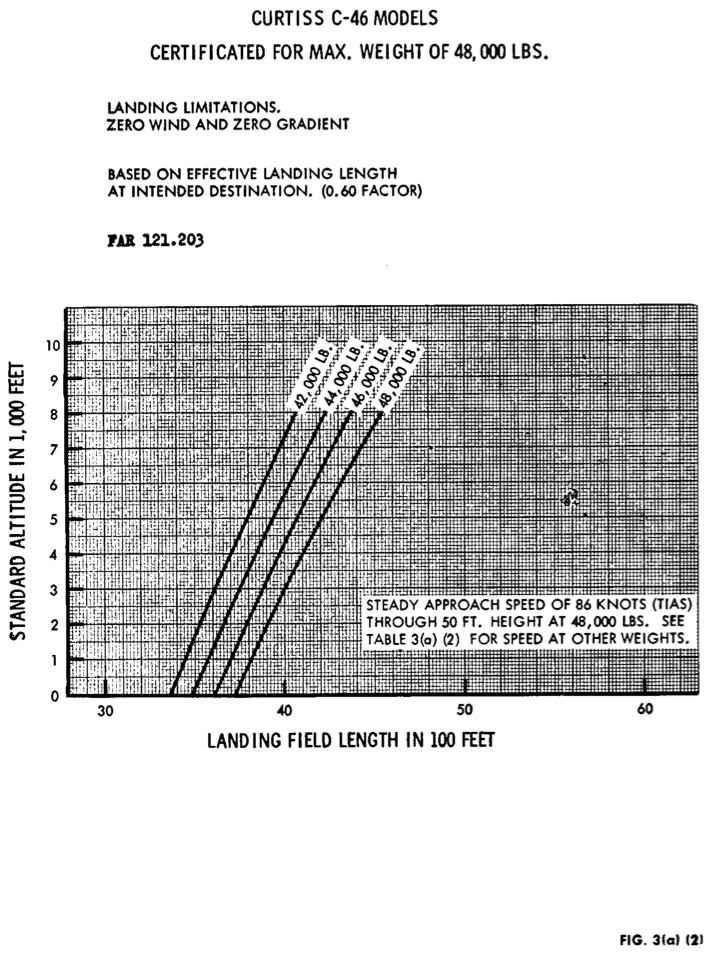 CURTISS C-46 MODELS
CERTIFICATED FOR MAX. WEIGHT OF 48,000 LBS.
LANDING LIMITATIONS.
ZERO WIND AND ZERO GRADIENT
BASED ON EFFECTIVE LANDING LENGTH
AT INTENDED DESTINATION. (0.60 FACTOR)
FAR 121.203
STANDARD ALTITUDE IN 1,000 FEET
10
9
8
7
6
5
4
3
2
1
0
42,000 LB.
44,000 LB.
46,000 LB.
48,000 LB.
STEADY APPROACH SPEED OF 86 KNOTS (TIAS)
THROUGH 50 FT. HEIGHT AT 48,000 LBS. SEE
TABLE 3(a) (2) FOR SPEED AT OTHER WEIGHTS.
30 40 50 60
LANDING FIELD LENGTH IN 100 FEET
FIG. 3(a) (2)